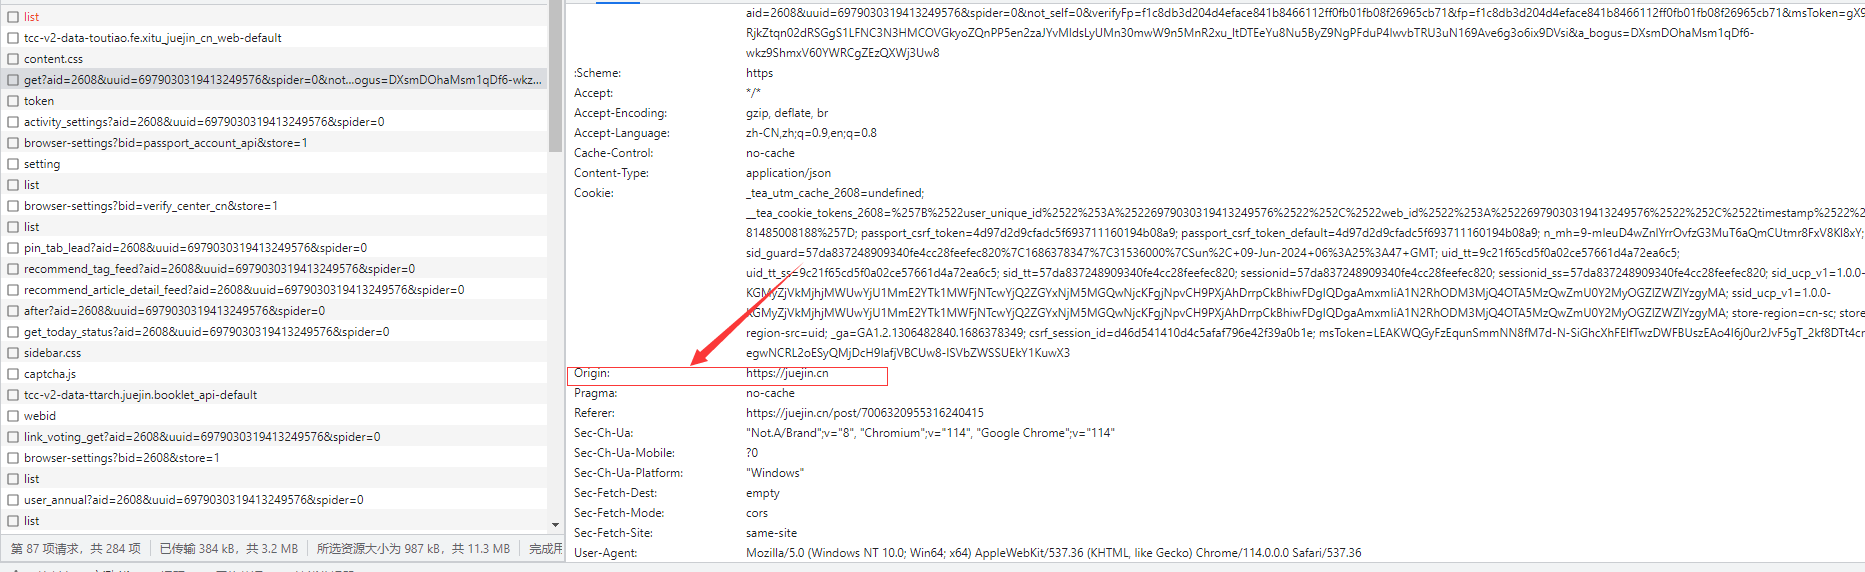 list
tcc-v2-data-toutiao.fe.xitu_juejin_cn_web-default
content.css
get?aid=2608&uuid=6979030319413249576&spider=0&not...ogus=DXsmDOhaMsm1qDf6-wkz...
token
activity_settings?aid=2608&uuid=6979030319413249576&spider=0
browser-settings?bid=passport_account_api&store=1
setting
list
browser-settings?bid=verify_center_cn&store=1
list
pin_tab_lead?aid=2608&uuid=6979030319413249576&spider=0
recommend_tag_feed?aid=2608&uuid=6979030319413249576&spider=0
recommend_article_detail_feed?aid=2608&uuid=6979030319413249576&spider=0
after?aid=2608&uuid=6979030319413249576&spider=0
get_today_status?aid=2608&uuid=6979030319413249576&spider=0
sidebar.css
captcha.js
tcc-v2-data-ttarch.juejin.booklet_api-default
webid
link_voting_get?aid=2608&uuid=6979030319413249576&spider=0
browser-settings?bid=2608&store=1
list
user_annual?aid=2608&uuid=6979030319413249576&spider=0
list
第 87 项请求，共 284 项 已传输 384 kB，共 3.2 MB 所选资源大小为 987 kB，共 11.3 MB 完成用
aid=2608&uuid=6979030319413249576&spider=0&not_self=0&verifyFp=f1c8db3d204d4eface841b8466112ff0fb01fb08f26965cb71&fp=f1c8db3d204d4eface841b8466112ff0fb01fb08f26965cb71&msToken=gX9
RjkZtqn02dRSGgS1LFNC3N3HMCOVGkyoZQnPP5en2zaJYvMIdsLyUMn30mwW9n5MnR2xu_ItDTEeYu8Nu5ByZ9NgPFduP4IwvbTRU3uN169Ave6g3o6ix9DVsi&a_bogus=DXsmDOhaMsm1qDf6-
wkz9ShmxV60YWRCgZEzQXWj3Uw8
:Scheme: https
Accept: */*
Accept-Encoding: gzip, deflate, br
Accept-Language: zh-CN,zh;q=0.9,en;q=0.8
Cache-Control: no-cache
Content-Type: application/json
Cookie: _tea_utm_cache_2608=undefined;
__tea_cookie_tokens_2608=%257B%2522user_unique_id%2522%253A%25226979030319413249576%2522%252C%2522web_id%2522%253A%25226979030319413249576%2522%252C%2522timestamp%2522%2
81485008188%257D; passport_csrf_token=4d97d2d9cfadc5f693711160194b08a9; passport_csrf_token_default=4d97d2d9cfadc5f693711160194b08a9; n_mh=9-mIeuD4wZnlYrrOvfzG3MuT6aQmCUtmr8FxV8Kl8xY;
sid_guard=57da837248909340fe4cc28feefec820%7C1686378347%7C31536000%7CSun%2C+09-Jun-2024+06%3A25%3A47+GMT; uid_tt=9c21f65cd5f0a02ce57661d4a72ea6c5;
uid_tt_ss=9c21f65cd5f0a02ce57661d4a72ea6c5; sid_tt=57da837248909340fe4cc28feefec820; sessionid=57da837248909340fe4cc28feefec820; sessionid_ss=57da837248909340fe4cc28feefec820; sid_ucp_v1=1.0.0-
KGMyZjVkMjhjMWUwYjU1MmE2YTk1MWFjNTcwYjQ2ZGYxNjM5MGQwNjcKFgjNpvCH9PXjAhDrrpCkBhiwFDgIQDgaAmxmIiA1N2RhODM3MjQ4OTA5MzQwZmU0Y2MyOGZlZWZlYzgyMA; ssid_ucp_v1=1.0.0-
KGMyZjVkMjhjMWUwYjU1MmE2YTk1MWFjNTcwYjQ2ZGYxNjM5MGQwNjcKFgjNpvCH9PXjAhDrrpCkBhiwFDgIQDgaAmxmIiA1N2RhODM3MjQ4OTA5MzQwZmU0Y2MyOGZlZWZlYzgyMA; store-region=cn-sc; store
region-src=uid; _ga=GA1.2.1306482840.1686378349; csrf_session_id=d46d541410d4c5afaf796e42f39a0b1e; msToken=LEAKWQGyFzEqunSmmNN8fM7d-N-SiGhcXhFEIfTwzDWFBUszEAo4I6j0ur2JvF5gT_2kf8DTt4cr
egwNCRL2oESyQMjDcH9IafjVBCUw8-ISVbZWSSUEkY1KuwX3
Origin: https://juejin.cn
Pragma: no-cache
Referer: https://juejin.cn/post/7006320955316240415
Sec-Ch-Ua: "Not.A/Brand";v="8", "Chromium";v="114", "Google Chrome";v="114"
Sec-Ch-Ua-Mobile: ?0
Sec-Ch-Ua-Platform: "Windows"
Sec-Fetch-Dest: empty
Sec-Fetch-Mode: cors
Sec-Fetch-Site: same-site
User-Agent: Mozilla/5.0 (Windows NT 10.0; Win64; x64) AppleWebKit/537.36 (KHTML, like Gecko) Chrome/114.0.0.0 Safari/537.36